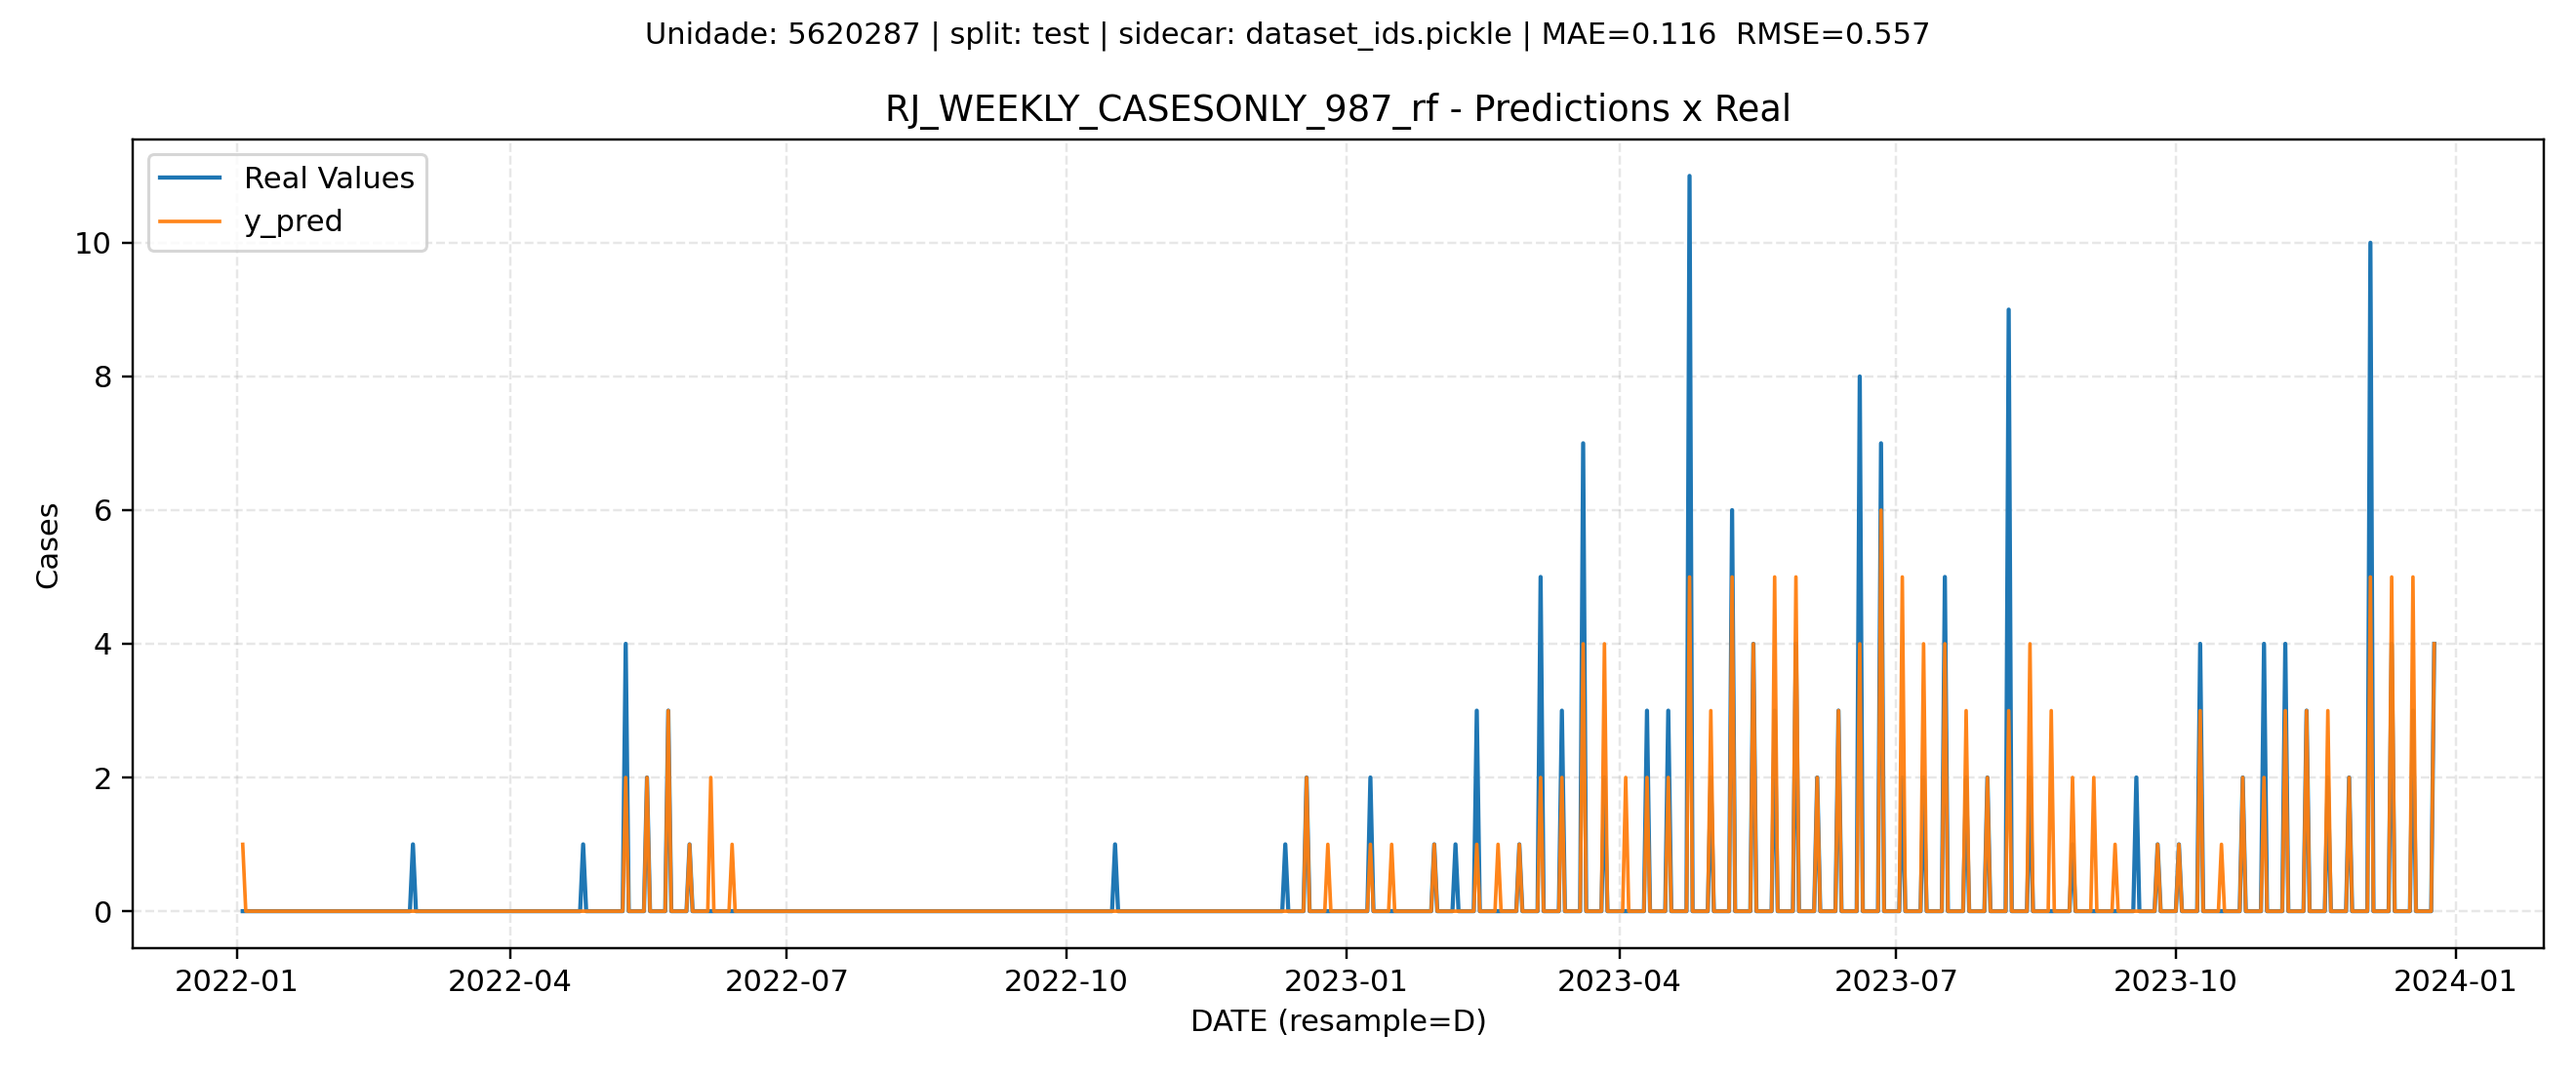 Unidade: 5620287 | split: test | sidecar: dataset_ids.pickle | MAE=0.116  RMSE=0.557
RJ_WEEKLY_CASESONLY_987_rf - Predictions x Real
Real Values
y_pred
Cases
10
8
6
4
2
0
2022-01
2022-04
2022-07
2022-10
2023-01
2023-04
2023-07
2023-10
2024-01
DATE (resample=D)